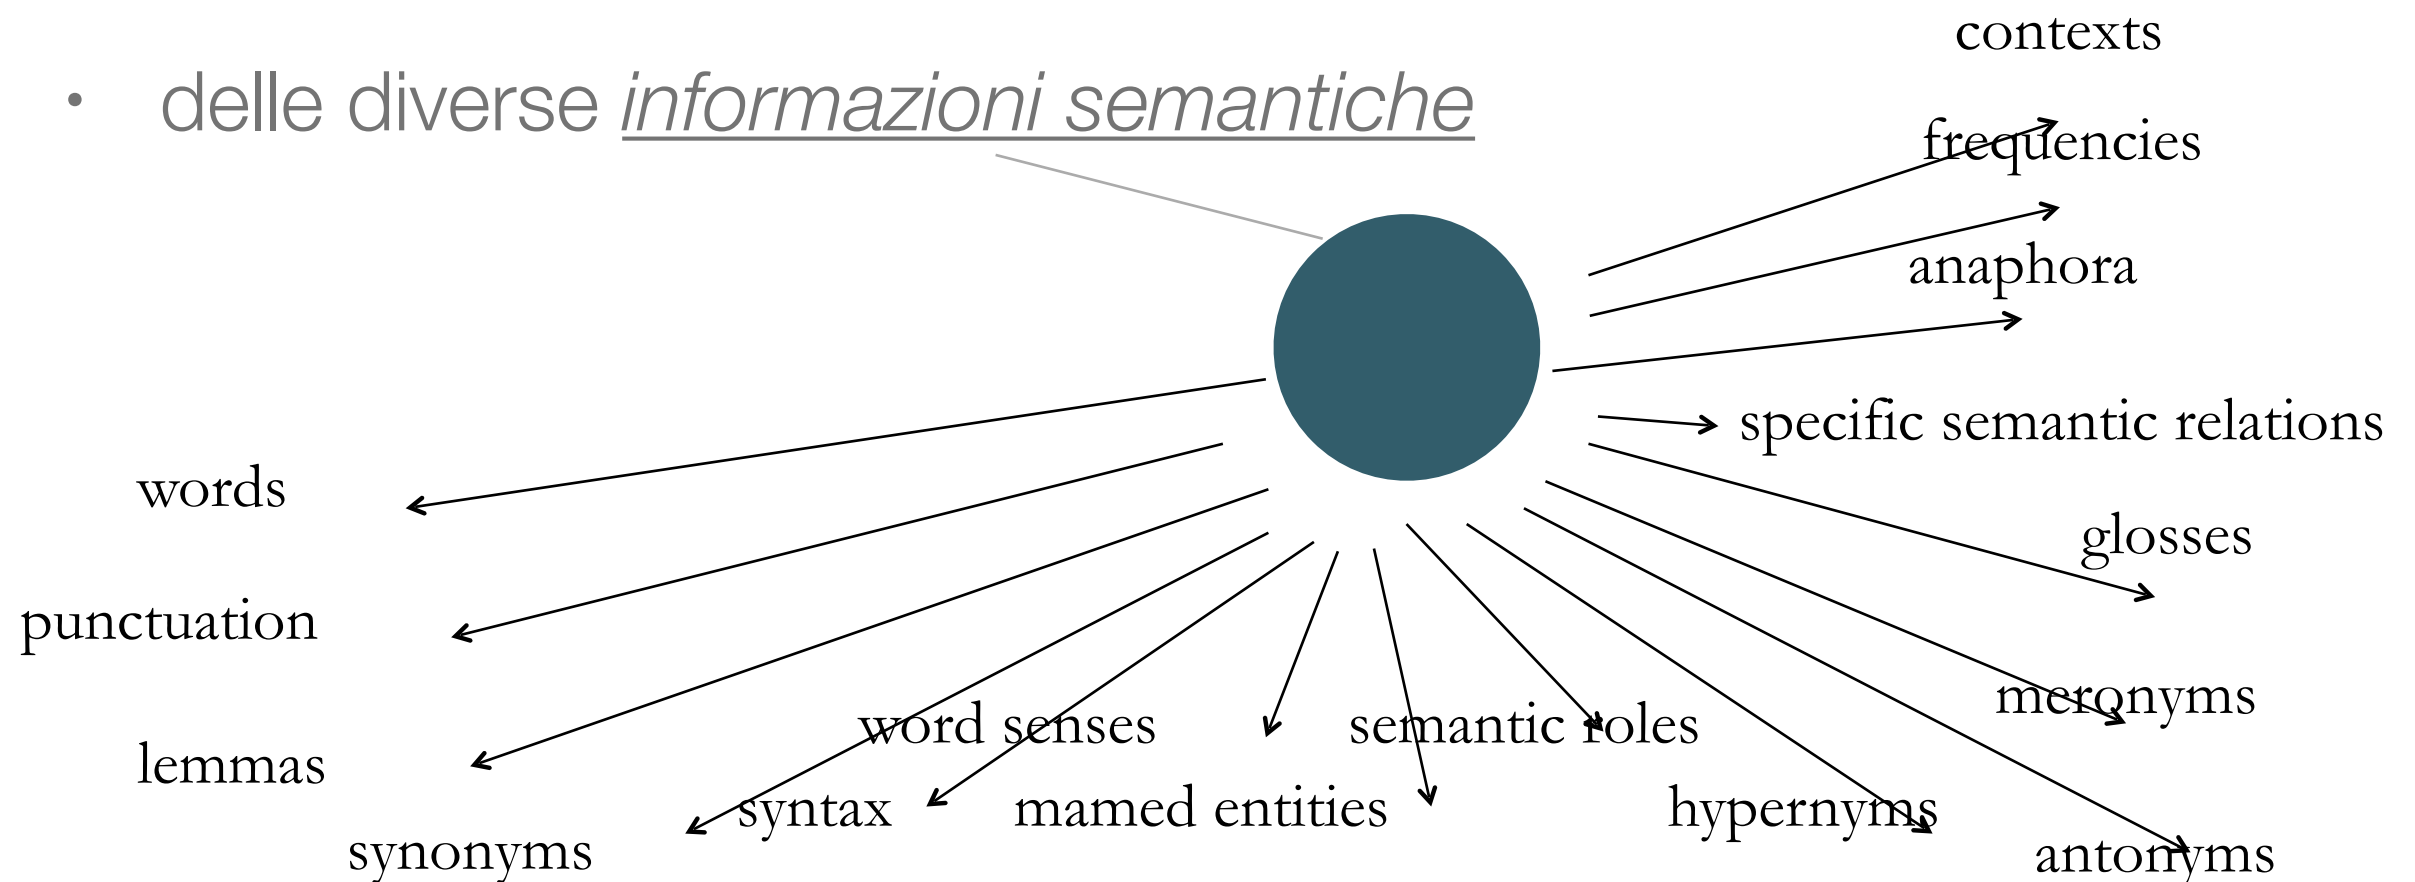 contexts
• delle diverse informazioni semantiche
frequencies
anaphora
specific semantic relations
words
glosses
punctuation
meronyms
word senses
semantic roles
lemmas
syntax
mamed entities
hypernyms
synonyms
antonyms